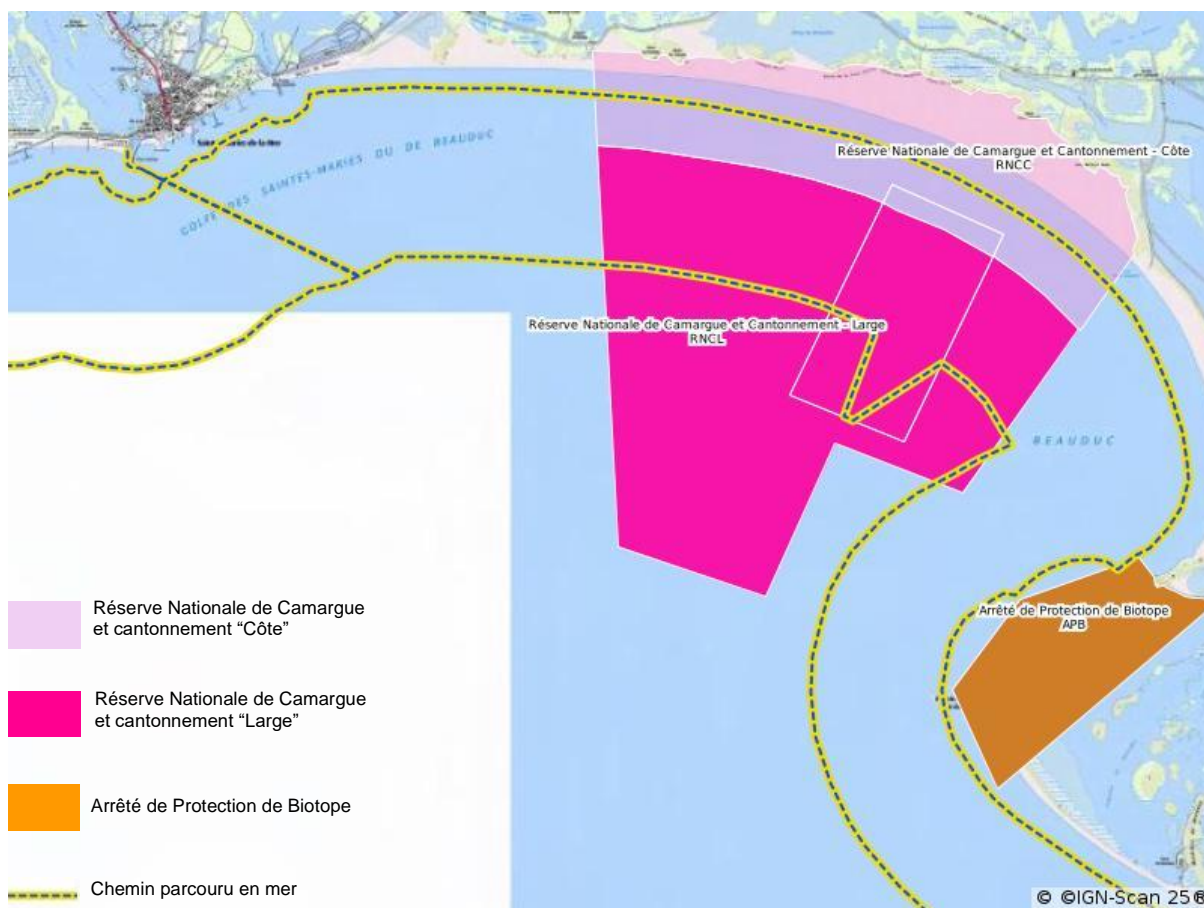 GOLFE DES SAINTES-MARIES OU DE BEAUDUC
Réserve Nationale de Camargue et Cantonnement - Côte
RNCC
Réserve Nationale de Camargue et Cantonnement - Large
RNCL
BEAUDUC
Arrêté de Protection de Biotope
APB
Réserve Nationale de Camargue
et cantonnement “Côte”
Réserve Nationale de Camargue
et cantonnement “Large”
Arrêté de Protection de Biotope
Chemin parcouru en mer
© ©IGN-Scan 25